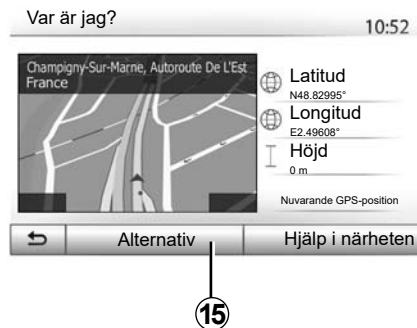 Var är jag?
10:52
Champigny-Sur-Marne, Autoroute De L'Est
France
Latitud
N48.82995°
Longitud
E2.49608°
Höjd
0 m
Nuvarande GPS-position
Alternativ
Hjälp i närheten
15